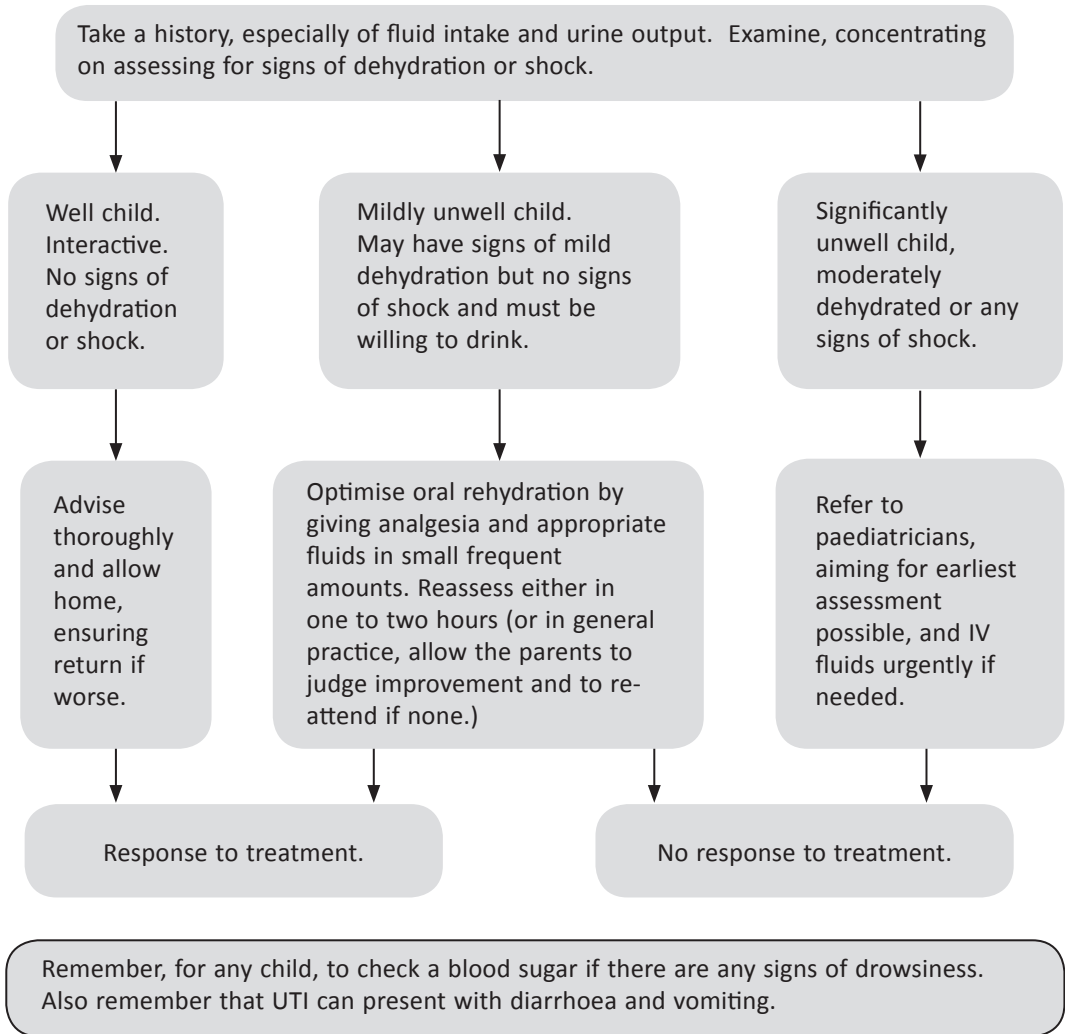 Take a history, especially of fluid intake and urine output.  Examine, concentrating
on assessing for signs of dehydration or shock.
Well child.
Interactive.
No signs of
dehydration
or shock.
Mildly unwell child.
May have signs of mild
dehydration but no signs
of shock and must be
willing to drink.
Significantly
unwell child,
moderately
dehydrated or any
signs of shock.
Advise
thoroughly
and allow
home,
ensuring
return if
worse.
Optimise oral rehydration by
giving analgesia and appropriate
fluids in small frequent
amounts. Reassess either in
one to two hours (or in general
practice, allow the parents to
judge improvement and to re-
attend if none.)
Refer to
paediatricians,
aiming for earliest
assessment
possible, and IV
fluids urgently if
needed.
Response to treatment.
No response to treatment.
Remember, for any child, to check a blood sugar if there are any signs of drowsiness.
Also remember that UTI can present with diarrhoea and vomiting.